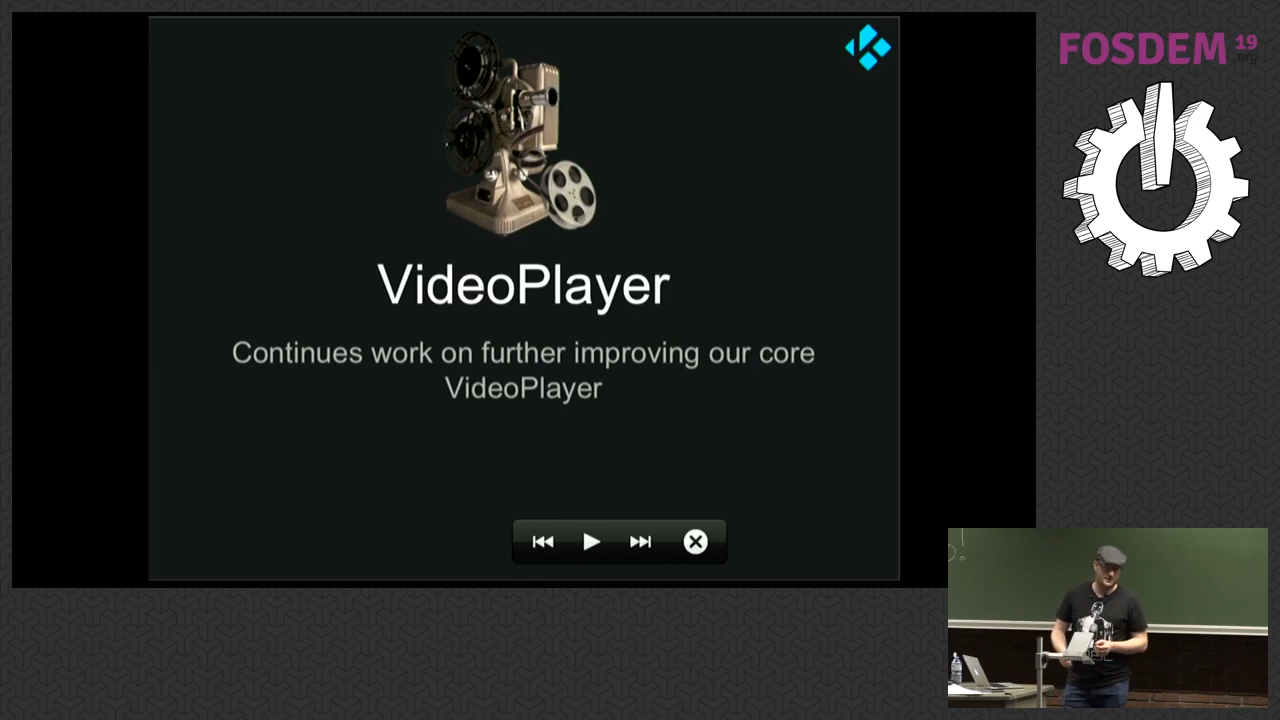 VideoPlayer
Continues work on further improving our core
VideoPlayer
FOSDEM 19
.org